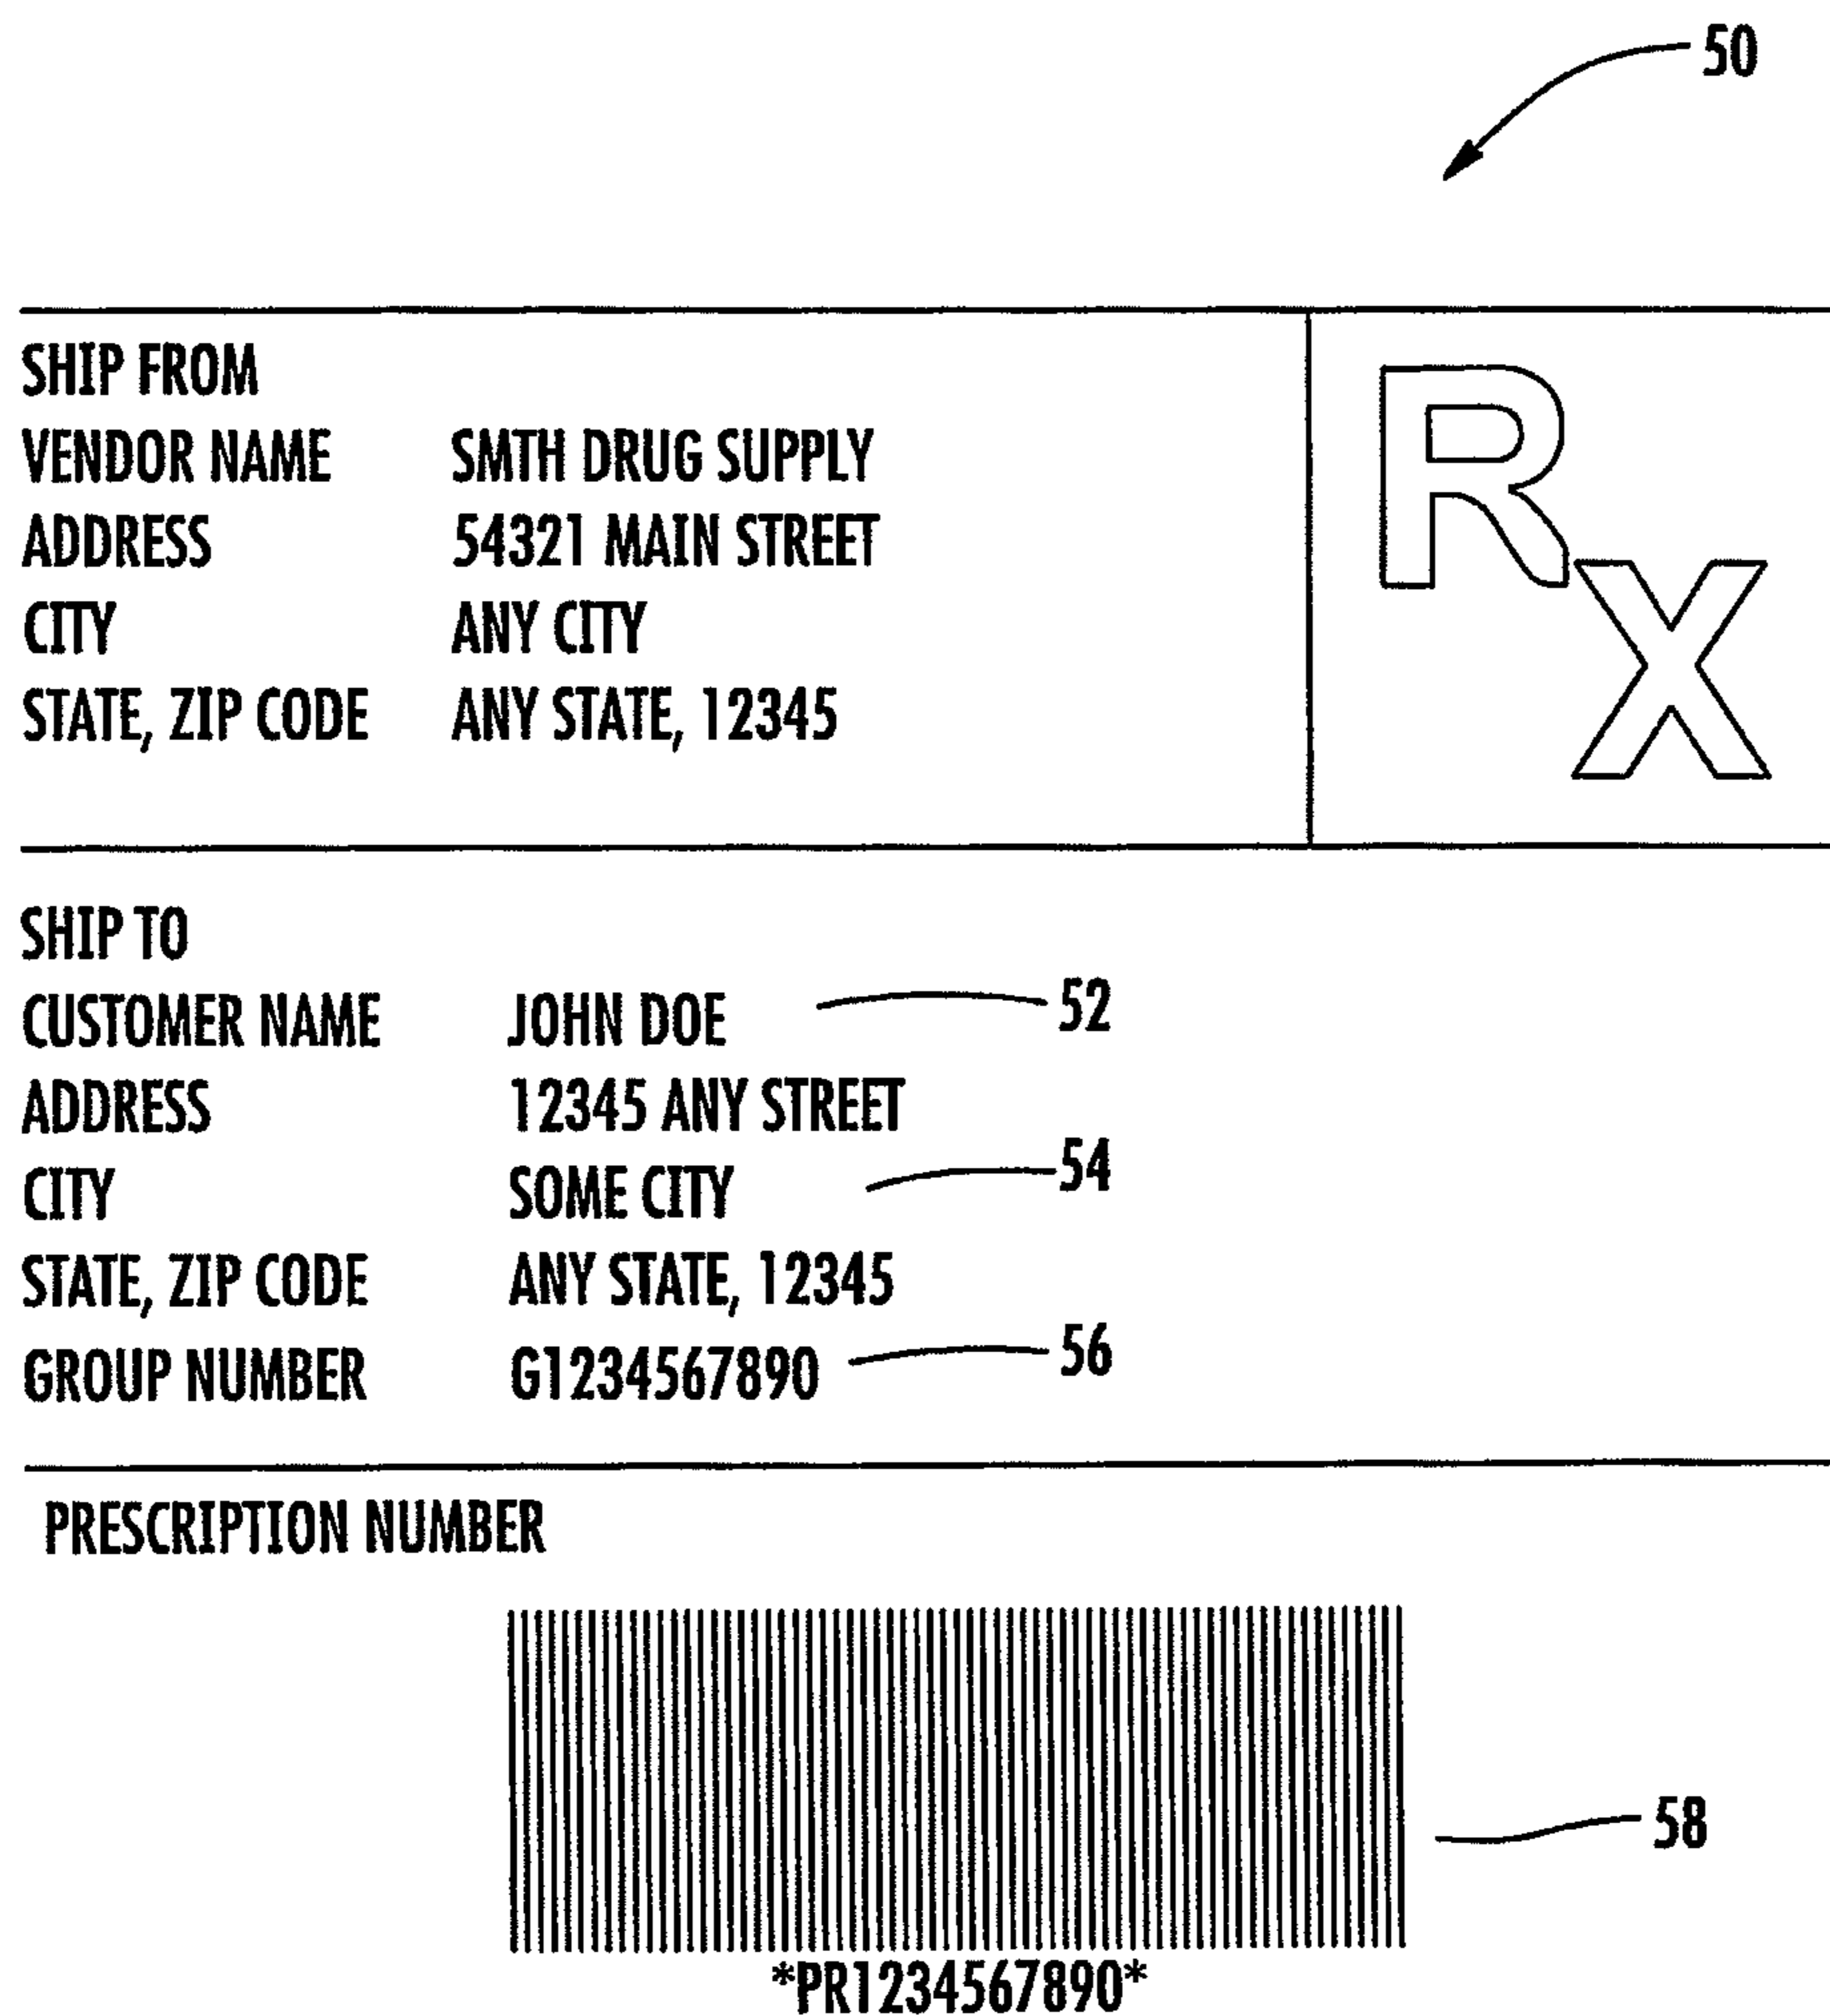 50
SHIP FROM
VENDOR NAME SMTH DRUG SUPPLY
ADDRESS 54321 MAIN STREET
CITY ANY CITY
STATE, ZIP CODE ANY STATE, 12345
RX
SHIP TO
CUSTOMER NAME JOHN DOE 52
ADDRESS 12345 ANY STREET
CITY SOME CITY 54
STATE, ZIP CODE ANY STATE, 12345
GROUP NUMBER G1234567890 56
PRESCRIPTION NUMBER
58
*PR1234567890*